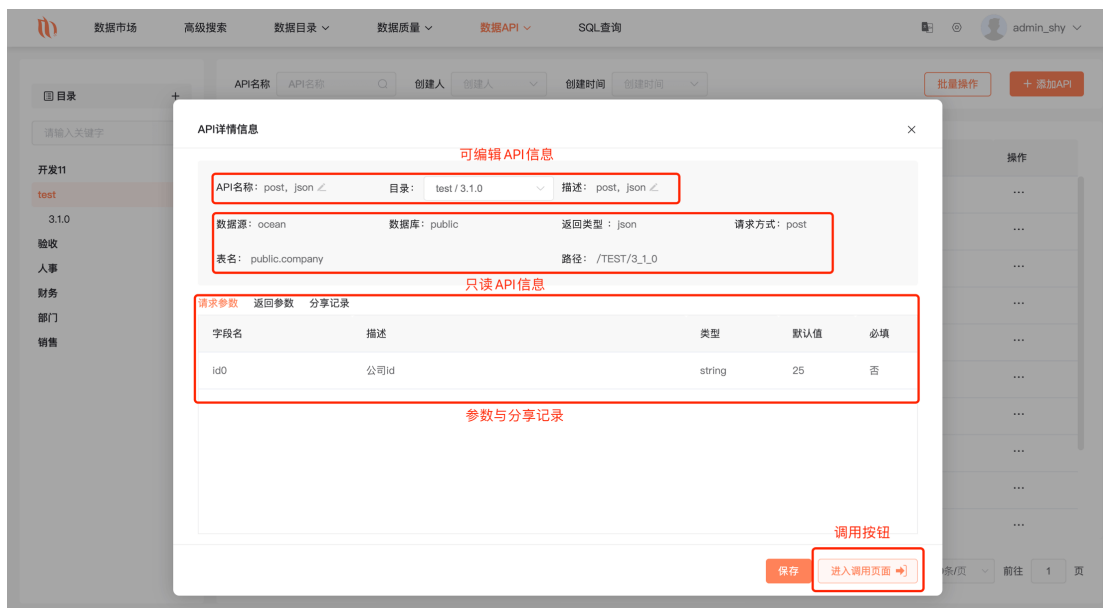 数据市场 高级搜索 数据目录 数据质量 数据API SQL查询 admin_shy
API名称 API名称 创建人 创建人 创建时间 创建时间 批量操作 + 添加API
目录 +
请输入关键字
开发11
test
3.1.0
验收
人事
财务
部门
销售
操作
API详情信息
可编辑API信息
API名称：post，json 目录： test / 3.1.0 描述： post，json
数据源：ocean 数据库：public 返回类型 ：json 请求方式：post
表名： public.company 路径： /TEST/3_1_0
只读API信息
请求参数 返回参数 分享记录
字段名 描述 类型 默认值 必填
id0 公司id string 25 否
参数与分享记录
调用按钮
保存 进入调用页面
条/页 前往 1 页